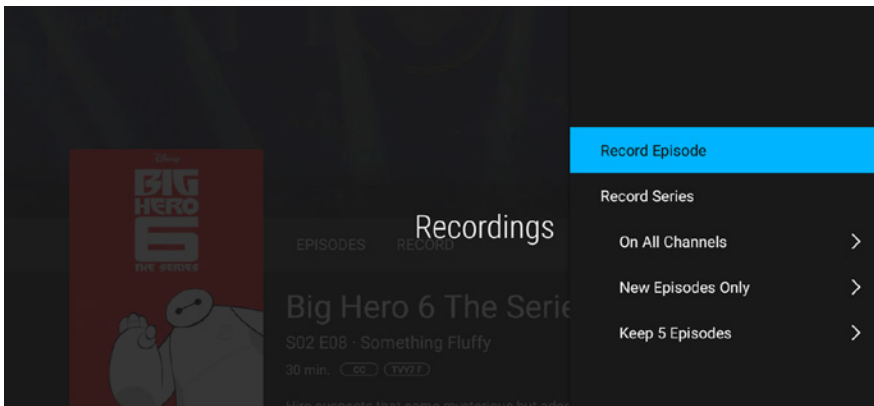 Disney
BIG
HERO
6
THE SERIES
Recordings
EPISODES
RECORD
Big Hero 6 The Serie
S02 E08 · Something Fluffy
30 min. CC TVY7 F
Record Episode
Record Series
On All Channels
New Episodes Only
Keep 5 Episodes